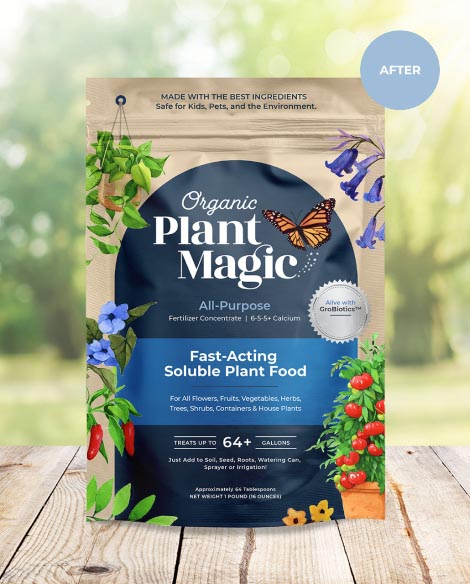 AFTER
MADE WITH THE BEST INGREDIENTS
Safe for Kids, Pets, and the Environment.
Organic
Plant
Magic
All-Purpose
Fertilizer Concentrate | 6-5-5+ Calcium
Alive with
GroBiotics™
Fast-Acting
Soluble Plant Food
For All Flowers, Fruits, Vegetables, Herbs,
Trees, Shrubs, Containers & House Plants
TREATS UP TO 64+ GALLONS
Just Add to Soil, Seed, Roots, Watering Can,
Sprayer or Irrigation!
Approximately 64 Tablespoons
NET WEIGHT 1 POUND (16 OUNCES)